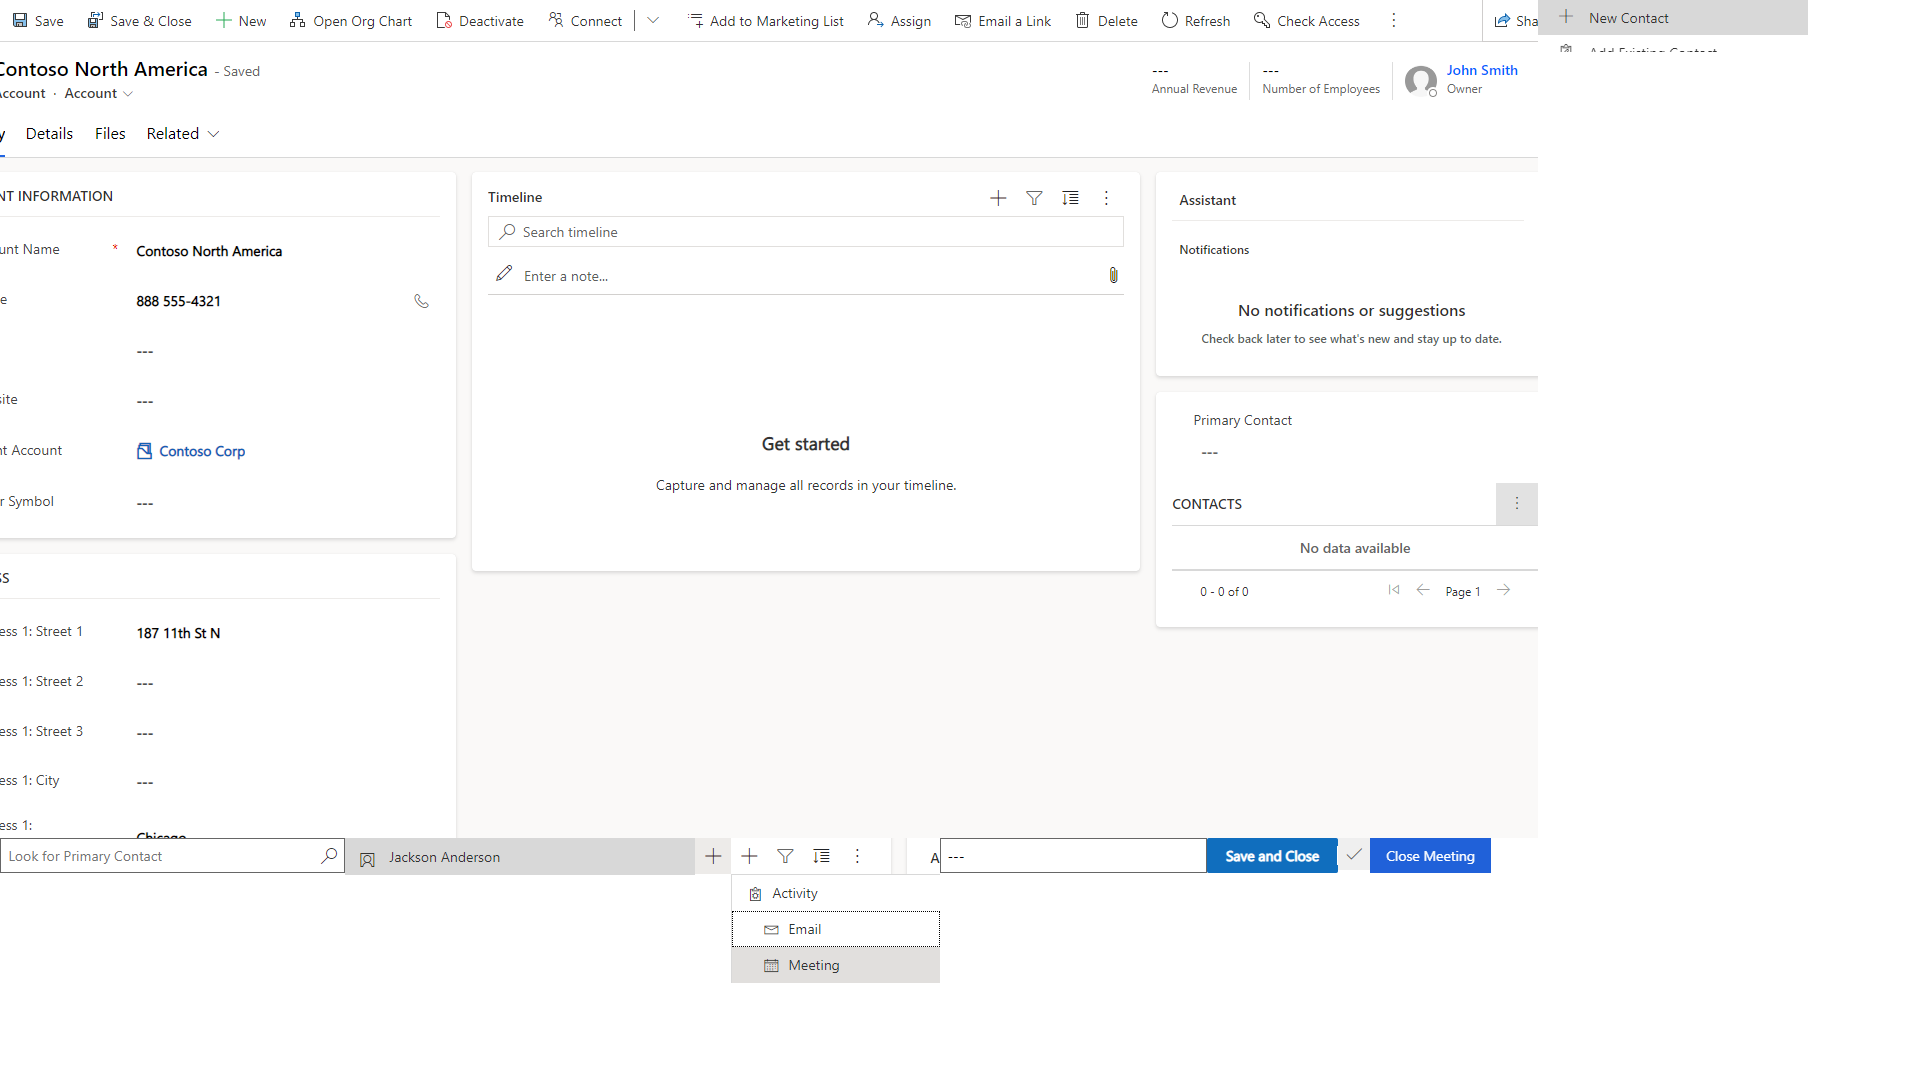 Save
Save & Close
New
Open Org Chart
Deactivate
Connect
Add to Marketing List
Assign
Email a Link
Delete
Refresh
Check Access
Sha
New Contact
Contoso North America - Saved
Account · Account
---
Annual Revenue
---
Number of Employees
John Smith
Owner
y
Details
Files
Related
NT INFORMATION
unt Name * Contoso North America
e 888 555-4321
---
site ---
nt Account Contoso Corp
r Symbol ---
SS
ess 1: Street 1 187 11th St N
ess 1: Street 2 ---
ess 1: Street 3 ---
ess 1: City ---
ess 1: Chicago
Timeline
Search timeline
Enter a note...
Get started
Capture and manage all records in your timeline.
Assistant
Notifications
No notifications or suggestions
Check back later to see what's new and stay up to date.
Primary Contact
---
CONTACTS
No data available
0 - 0 of 0
Page 1
Look for Primary Contact
Jackson Anderson
A
---
Save and Close
Close Meeting
Activity
Email
Meeting